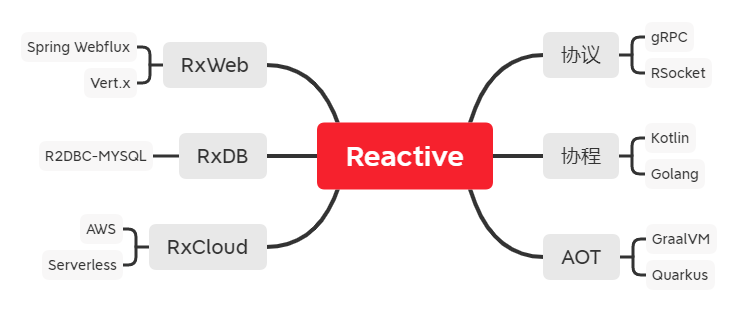 Reactive
RxWeb
Spring Webflux
Vert.x
RxDB
R2DBC-MYSQL
RxCloud
AWS
Serverless
协议
gRPC
RSocket
协程
Kotlin
Golang
AOT
GraalVM
Quarkus